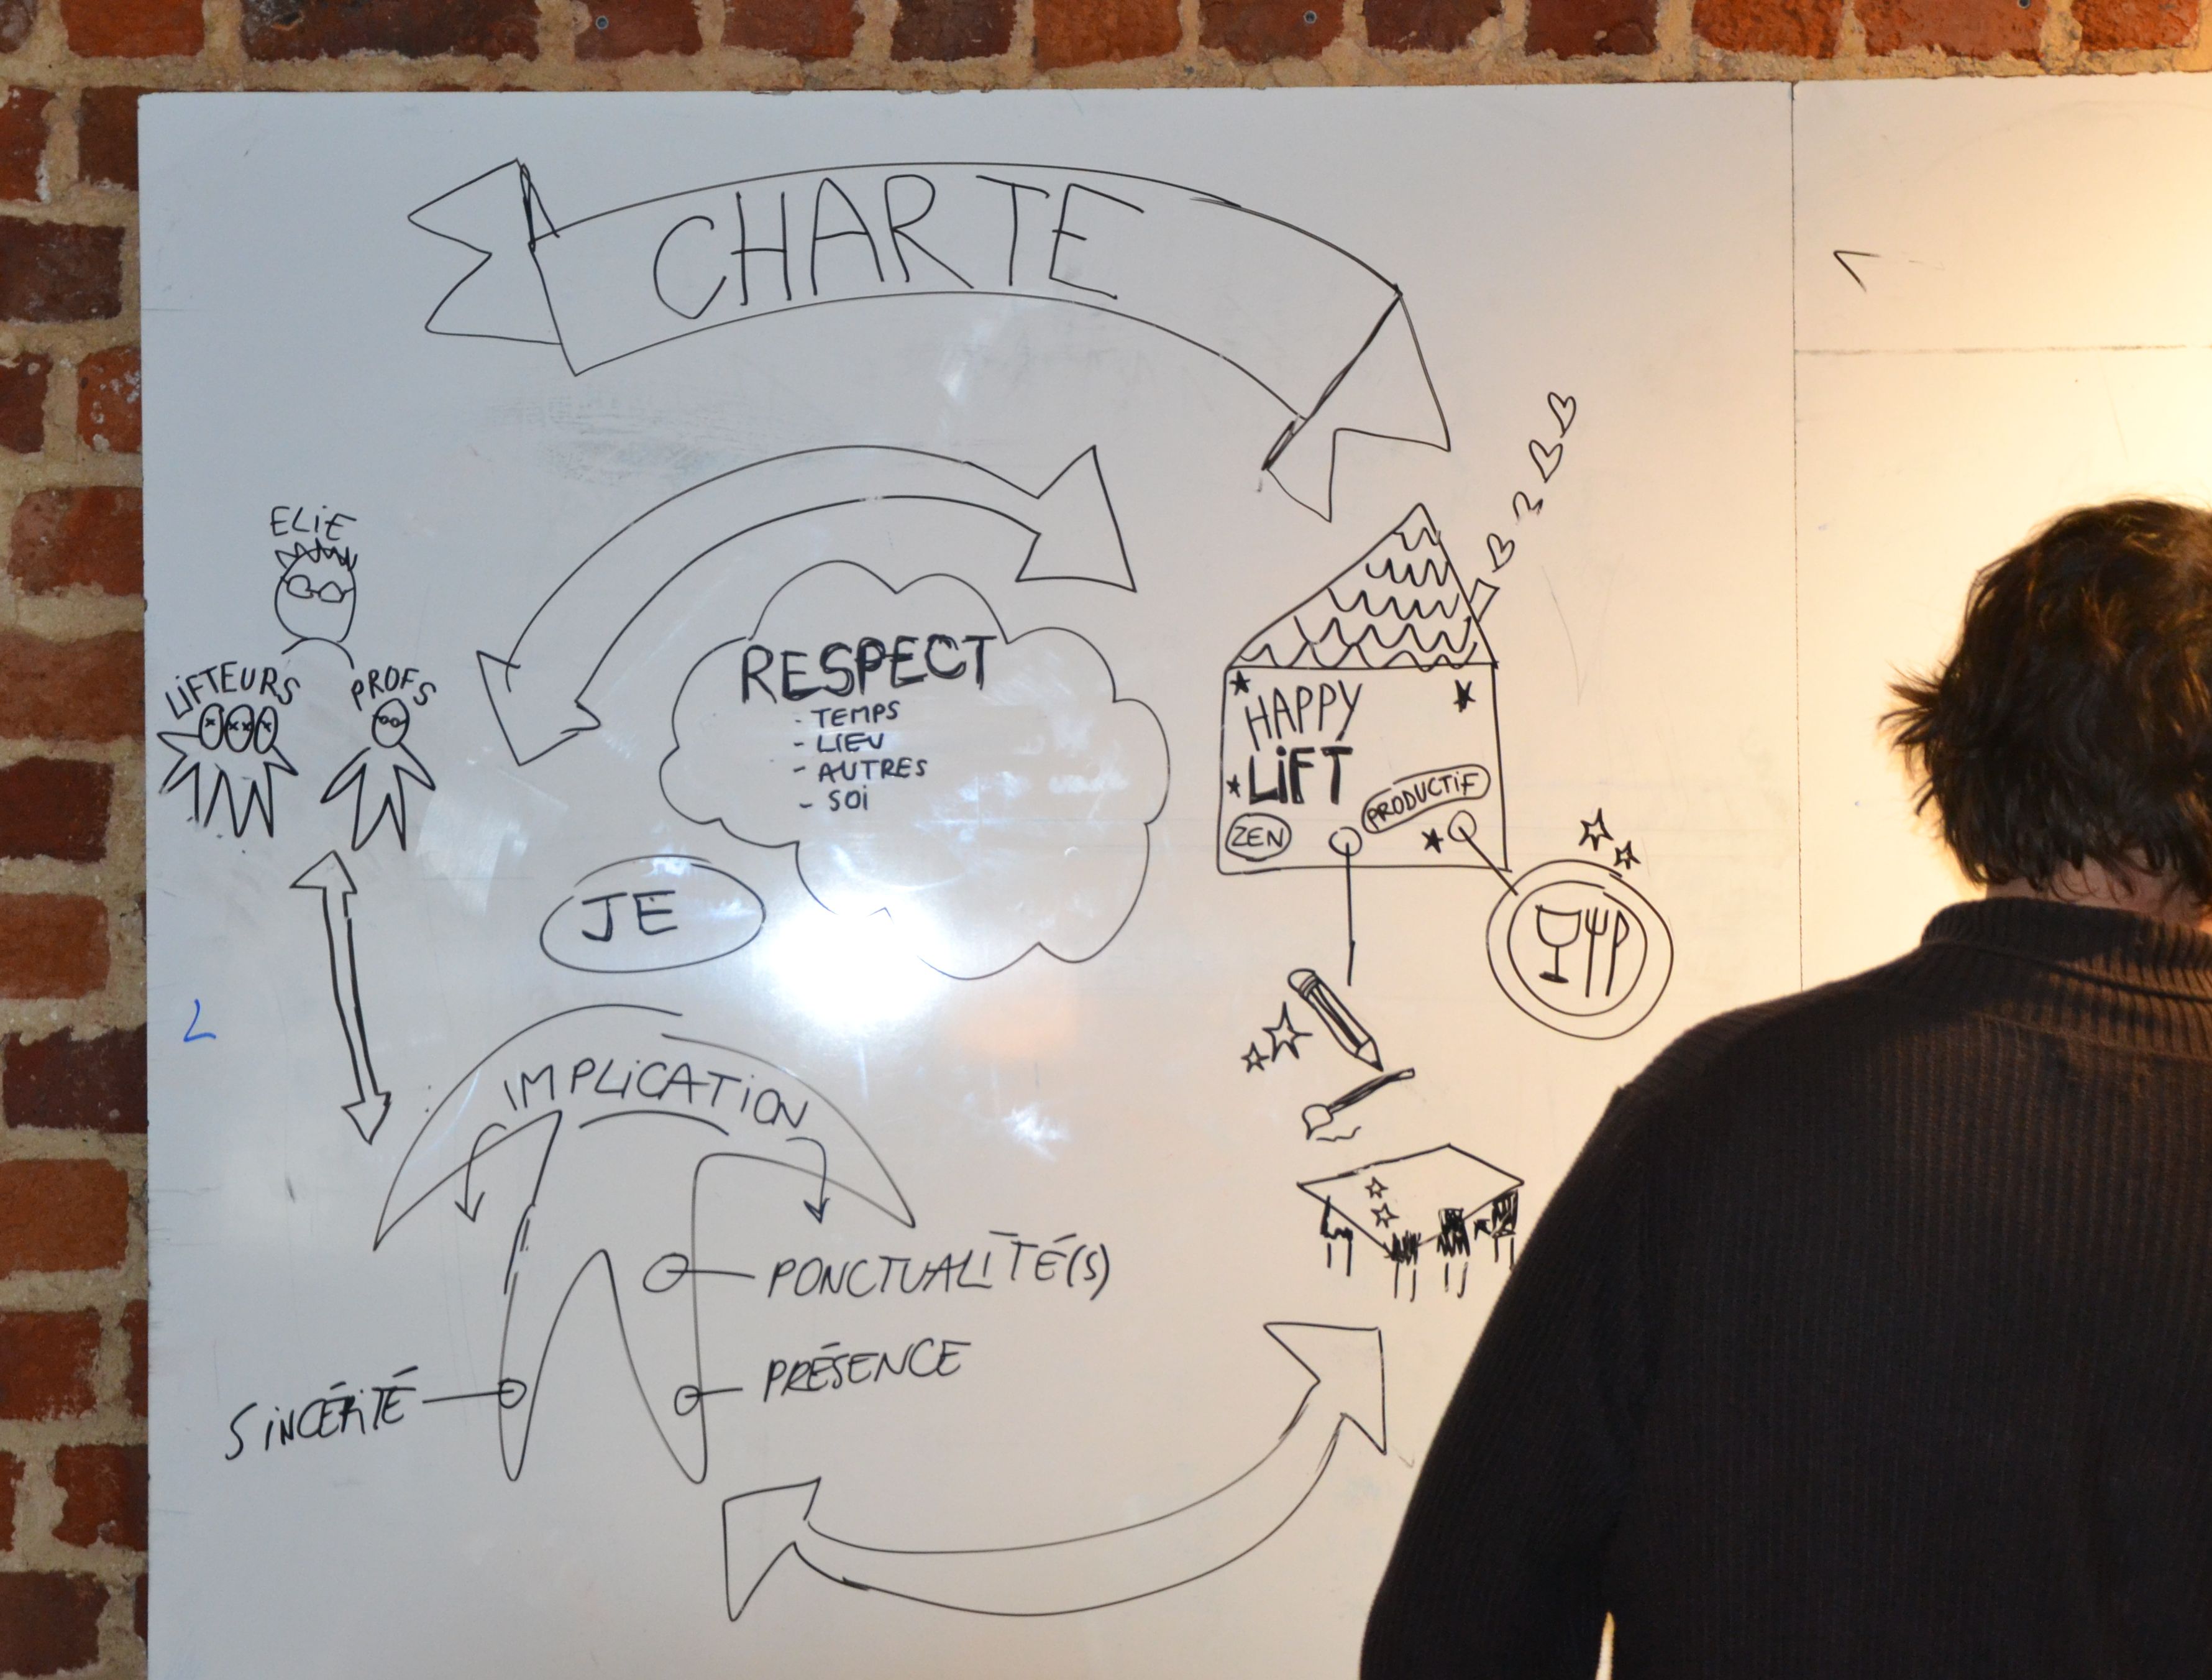 CHARTE
ELiE
LiFTEURS
PROFS
RESPECT
- TEMPS
- LIEU
- AUTRES
- SOi
HAPPY
LiFT
PRODUCTiF
ZEN
JE
IMPLiCATiON
PONCTUALITÉ(S)
PRÉSENCE
SiNCÉRiTÉ